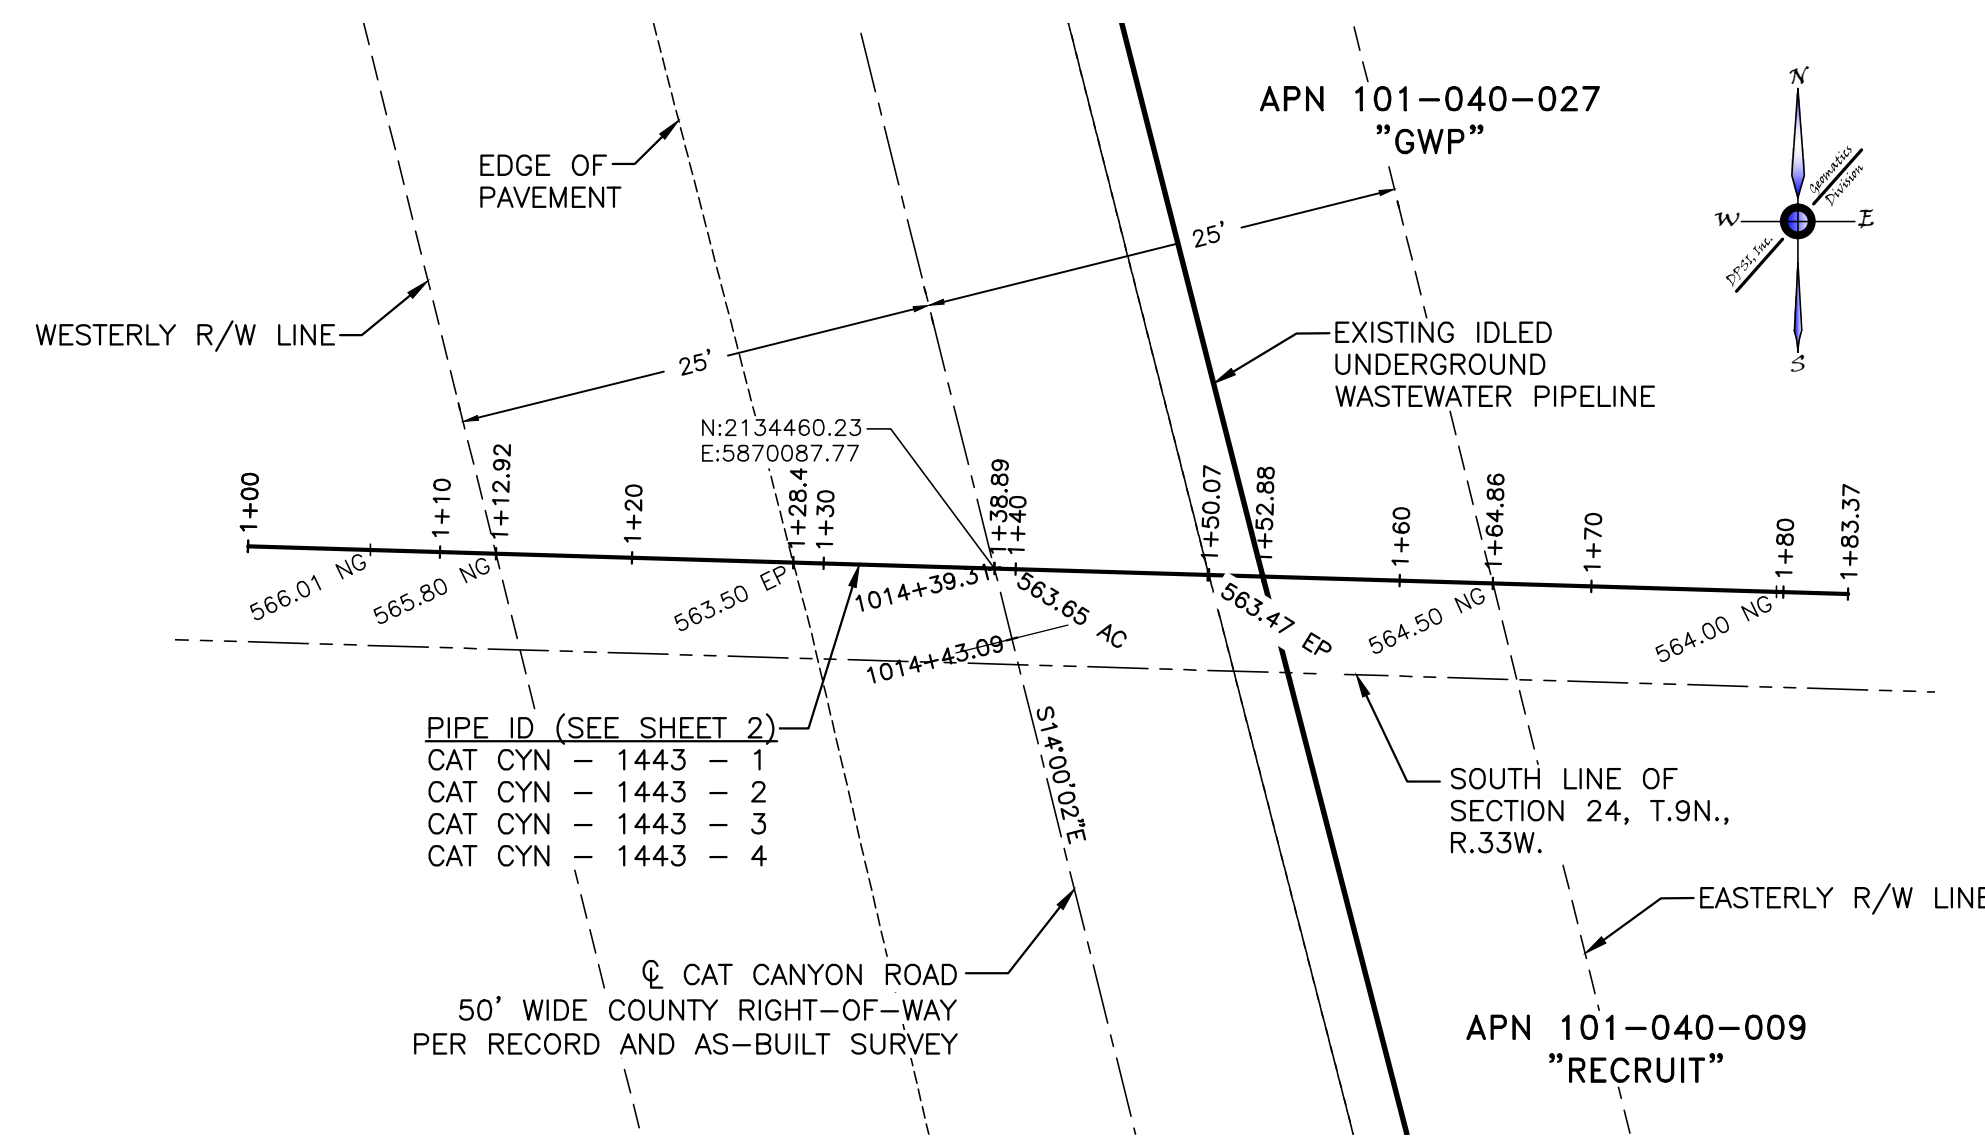 APN 101-040-027
"GWP"
N
W
E
S
Geomatics
Division
DPSI, Inc.
EDGE OF
PAVEMENT
25'
25'
WESTERLY R/W LINE
EXISTING IDLED
UNDERGROUND
WASTEWATER PIPELINE
N:2134460.23
E:5870087.77
1+00
1+10
1+12.92
1+20
1+28.4
1+30
1+38.89
1+40
1+50.07
1+52.88
1+60
1+64.86
1+70
1+80
1+83.37
566.01 NG
565.80 NG
563.50 EP
1014+39.31
563.65 AC
563.47 EP
564.50 NG
564.00 NG
1014+43.09
S14°00'02"E
PIPE ID (SEE SHEET 2)
CAT CYN - 1443 - 1
CAT CYN - 1443 - 2
CAT CYN - 1443 - 3
CAT CYN - 1443 - 4
SOUTH LINE OF
SECTION 24, T.9N.,
R.33W.
EASTERLY R/W LINE
℄ CAT CANYON ROAD
50' WIDE COUNTY RIGHT-OF-WAY
PER RECORD AND AS-BUILT SURVEY
APN 101-040-009
"RECRUIT"